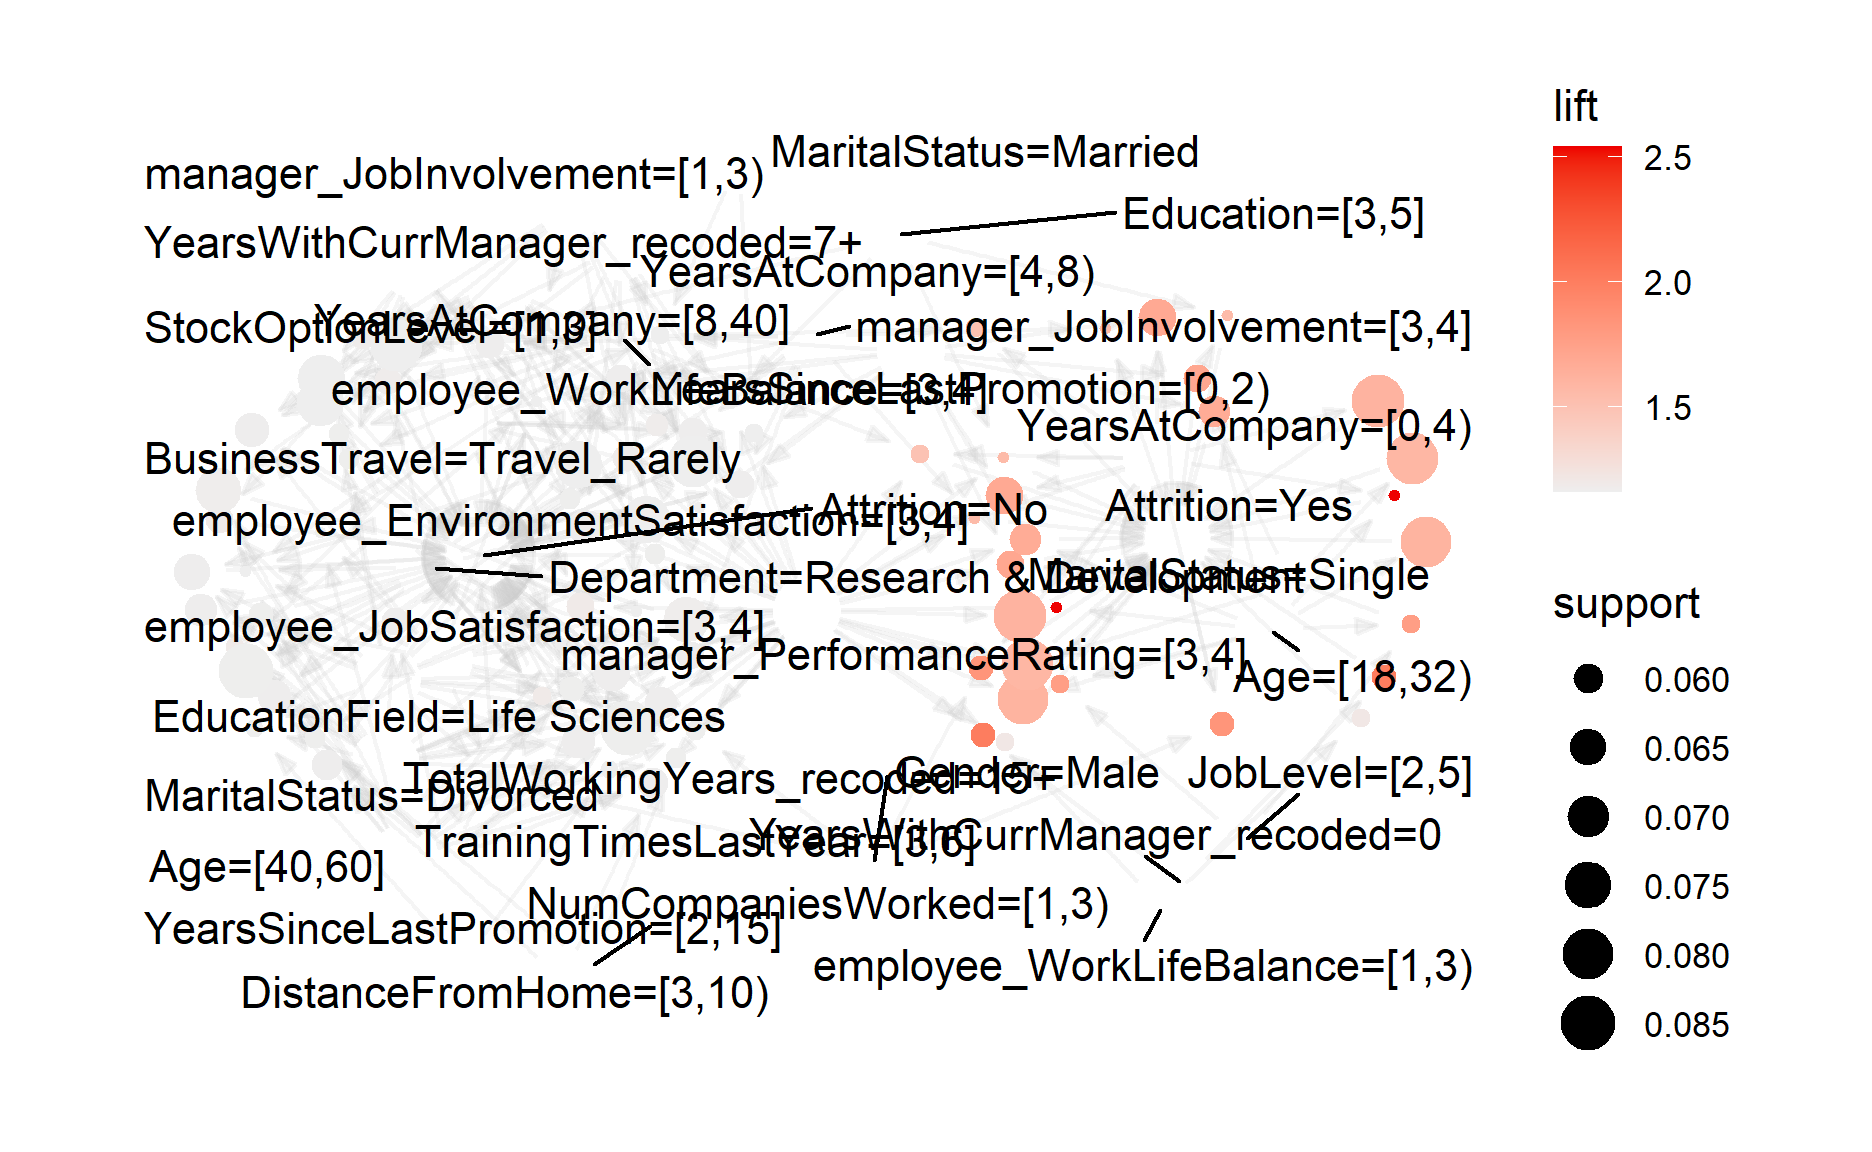 MaritalStatus=Married
manager_JobInvolvement=[1,3)
Education=[3,5]
YearsWithCurrManager_recoded=7+
YearsAtCompany=[4,8)
StockOptionLevel=[1,3]
YearsAtCompany=[8,40]
manager_JobInvolvement=[3,4]
employee_WorkLifeBalance=[3,4]
YearsSinceLastPromotion=[0,2)
YearsAtCompany=[0,4)
BusinessTravel=Travel_Rarely
Attrition=No
Attrition=Yes
employee_EnvironmentSatisfaction=[3,4]
Department=Research & Development
MaritalStatus=Single
employee_JobSatisfaction=[3,4]
manager_PerformanceRating=[3,4]
Age=[18,32)
EducationField=Life Sciences
TotalWorkingYears_recoded=15+
Gender=Male
JobLevel=[2,5]
MaritalStatus=Divorced
TrainingTimesLastYear=[3,6]
YearsWithCurrManager_recoded=0
Age=[40,60]
NumCompaniesWorked=[1,3)
YearsSinceLastPromotion=[2,15]
employee_WorkLifeBalance=[1,3)
DistanceFromHome=[3,10)
lift
2.5
2.0
1.5
support
0.060
0.065
0.070
0.075
0.080
0.085